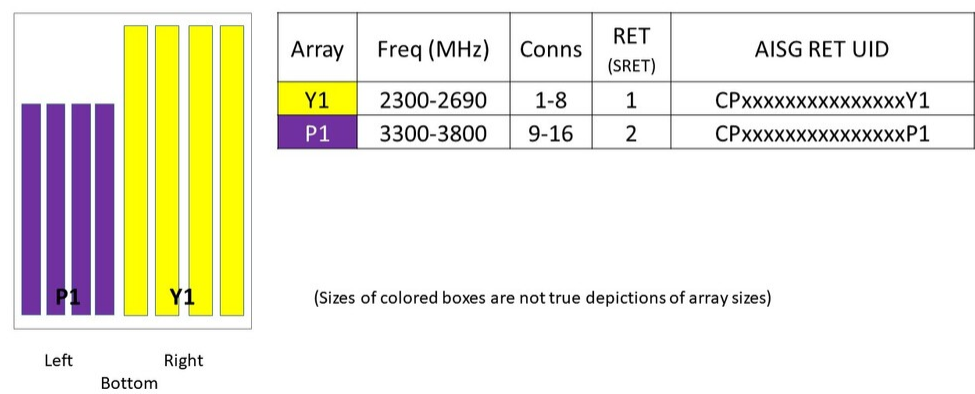 Array Freq (MHz) Conns RET (SRET) AISG RET UID
Y1 2300-2690 1-8 1 CPxxxxxxxxxxxxxxxY1
P1 3300-3800 9-16 2 CPxxxxxxxxxxxxxxxP1
P1 Y1
(Sizes of colored boxes are not true depictions of array sizes)
Left Right
Bottom